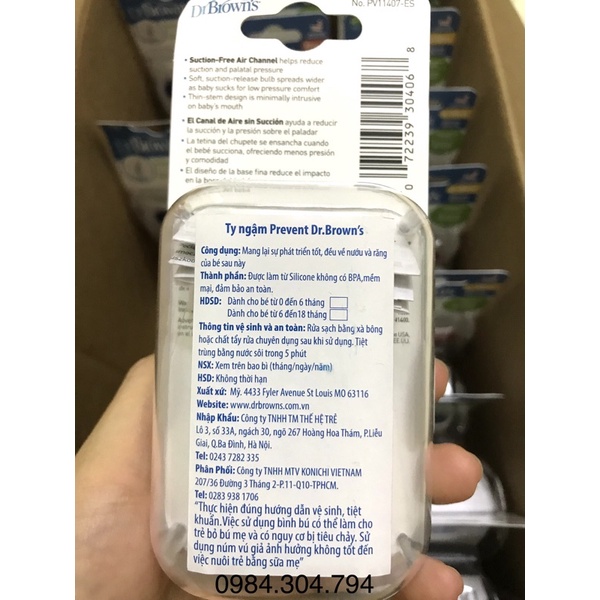 Dr Brown's
No. PV11407-ES
• Suction-Free Air Channel helps reduce
suction and palatal pressure
• Soft, suction-release bulb spreads wider
as baby sucks for low pressure comfort
• Thin-stem design is minimally intrusive
on baby's mouth
• El Canal de Aire sin Succión ayuda a reducir
la succión y la presión sobre el paladar
• La tetina del chupete se ensancha cuando
el bebé succiona, ofreciendo menos presión
y comodidad
• El diseño de la base fina reduce el impacto
en la
0 72239 30406 8
Ty ngậm Prevent Dr.Brown's
Công dụng: Mang lại sự phát triển tốt, đều về nướu và răng
của bé sau này
Thành phần: Được làm từ Silicone không có BPA,mềm
mại, đảm bảo an toàn.
HDSD: Dành cho bé từ 0 đến 6 tháng
Dành cho bé từ 6 đến18 tháng
Thông tin vệ sinh và an toàn: Rửa sạch bằng xà bông
hoặc chất tẩy rửa chuyên dụng sau khi sử dụng. Tiệt
trùng bằng nước sôi trong 5 phút
NSX: Xem trên bao bì (tháng/ngày/năm)
HSD: Không thời hạn
Xuất xứ: Mỹ. 4433 Fyler Avenue St Louis MO 63116
Website: www.drbrowns.com.vn
Nhập Khẩu: Công ty TNHH TM THẾ HỆ TRẺ
Lô 3, số 33A, ngách 30, ngõ 267 Hoàng Hoa Thám, P.Liễu
Giai, Q.Ba Đình, Hà Nội.
Tel: 0243 7282 335
Phân Phối: Công ty TNHH MTV KONICHI VIETNAM
207/36 Đường 3 Tháng 2-P.11-Q10-TPHCM.
Tel: 0283 938 1706
"Thực hiện đúng hướng dẫn vệ sinh, tiệt
khuẩn.Việc sử dụng bình bú có thể làm cho
trẻ bỏ bú mẹ và có nguy cơ bị tiêu chảy. Sử
dụng núm vú giả ảnh hưởng không tốt đến
việc nuôi trẻ bằng sữa mẹ"
0984.304.794